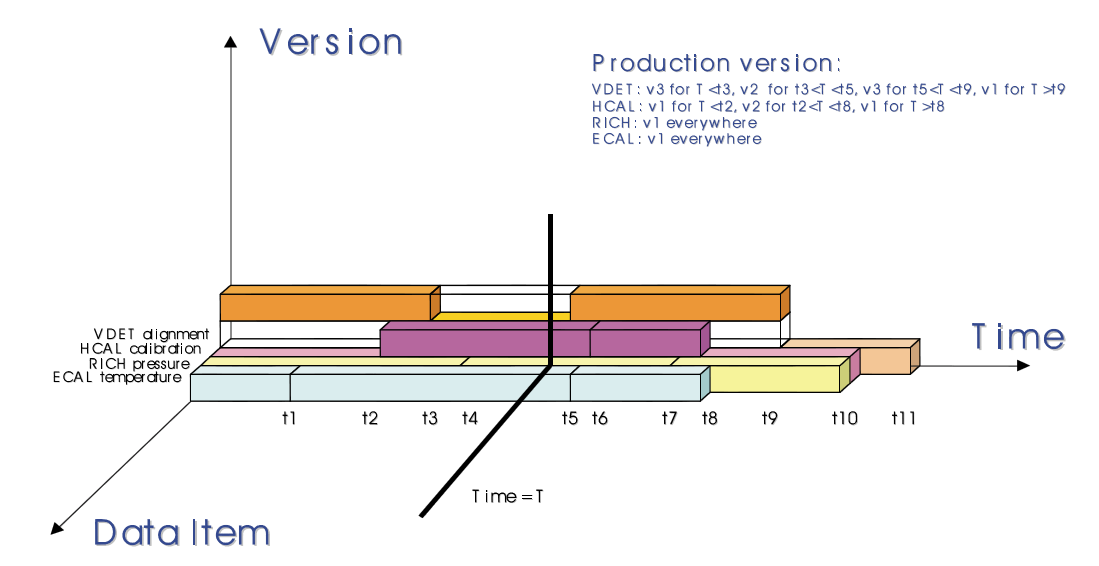 Version
Production version:
VDET: v3 for T<t3, v2 for t3<T<t5, v3 for t5<T<t9, v1 for T>t9
HCAL: v1 for T<t2, v2 for t2<T<t8, v1 for T>t8
RICH: v1 everywhere
ECAL: v1 everywhere
VDET alignment
HCAL calibration
RICH pressure
ECAL temperature
Time
t1 t2 t3 t4 t5 t6 t7 t8 t9 t10 t11
Time=T
Data Item